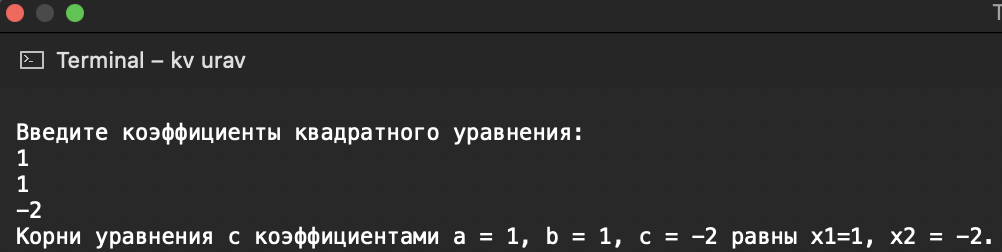 Terminal – kv urav
Введите коэффициенты квадратного уравнения:
1
1
-2
Корни уравнения с коэффициентами a = 1, b = 1, c = -2 равны x1=1, x2 = -2.